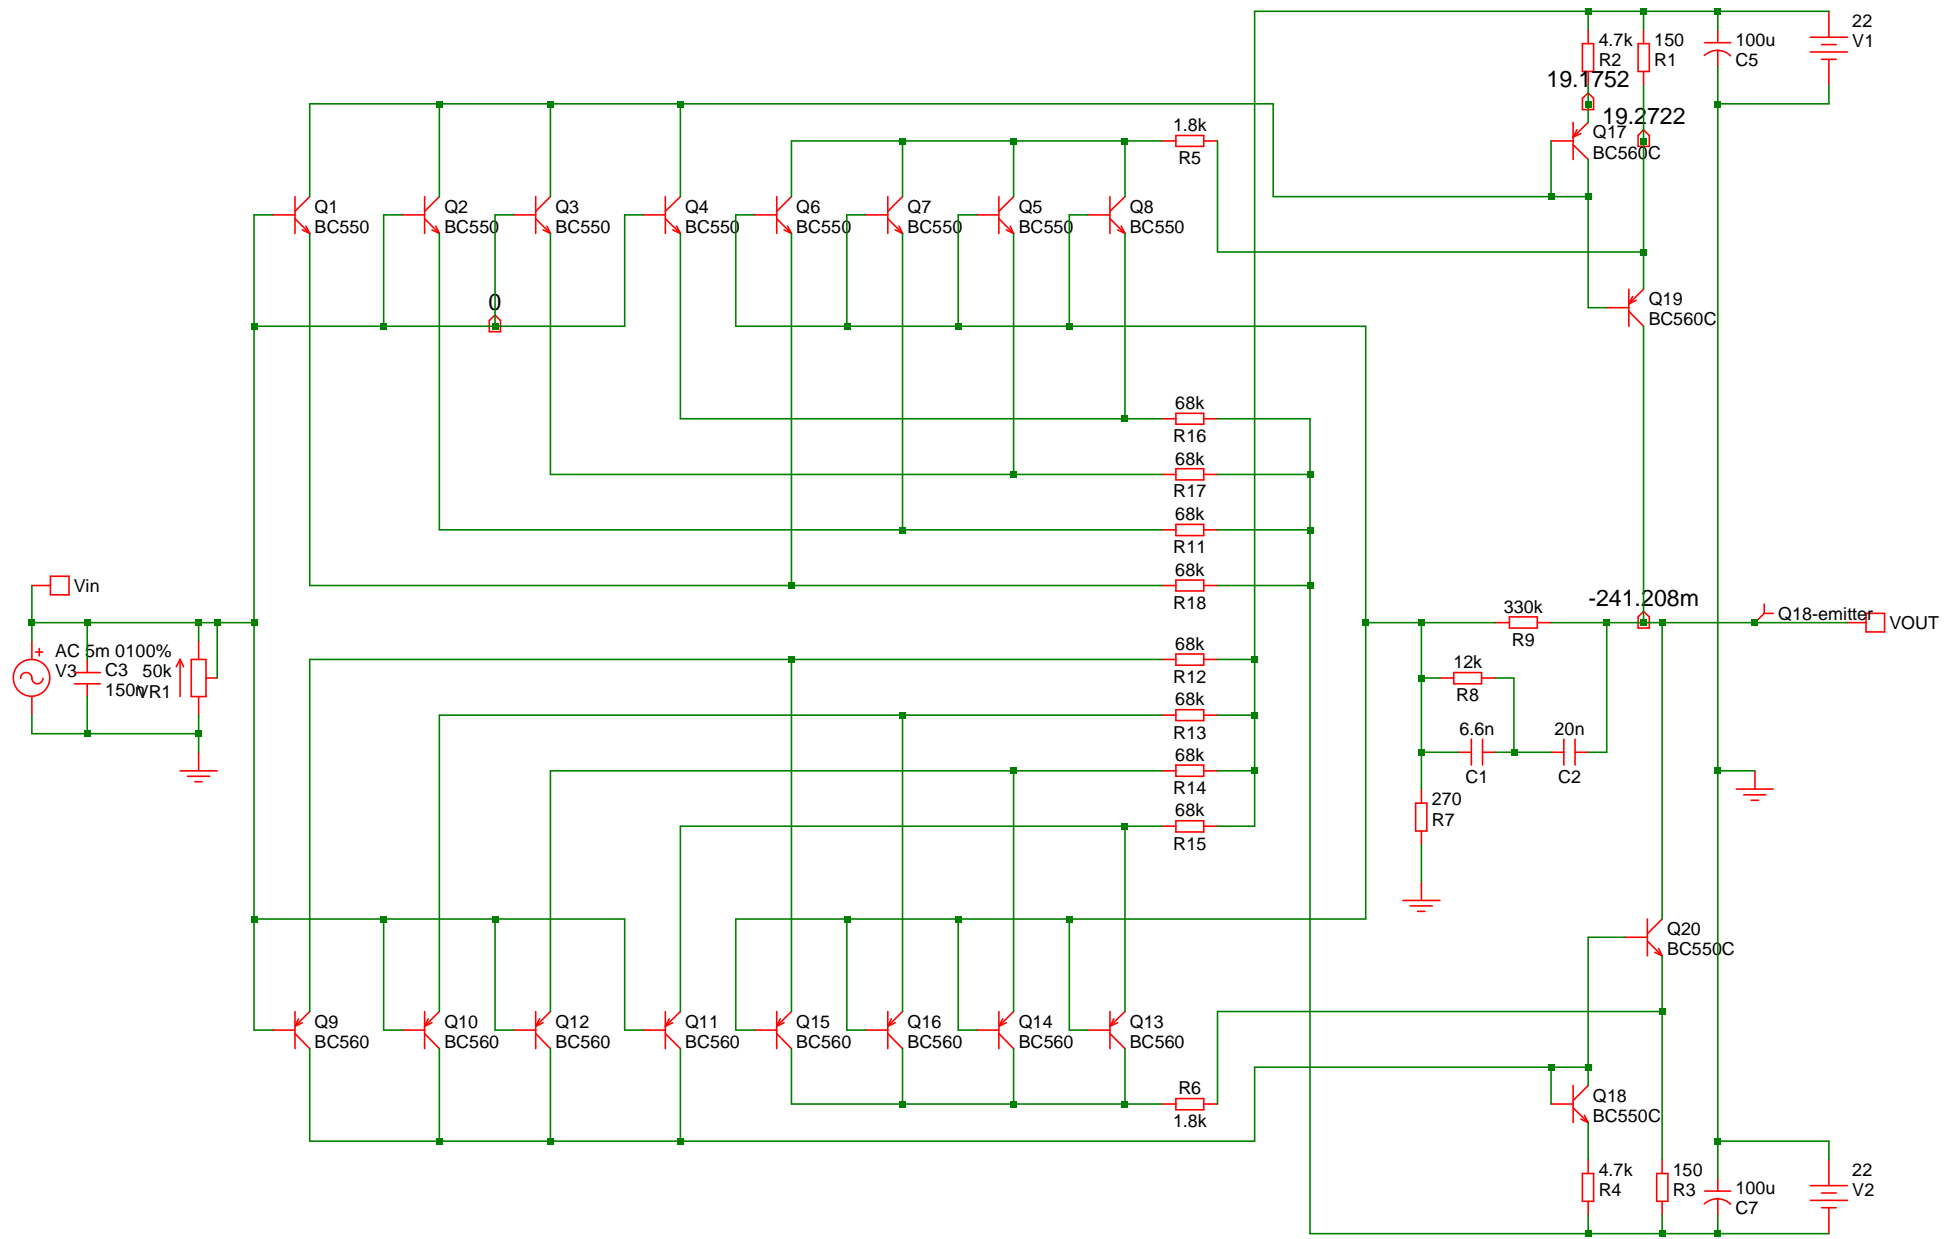 22
V1
4.7k
R2
150
R1
100u
C5
19.1752
19.2722
Q17
BC560C
1.8k
R5
Q1
BC550
Q2
BC550
Q3
BC550
Q4
BC550
Q6
BC550
Q7
BC550
Q5
BC550
Q8
BC550
0
Q19
BC560C
68k
R16
68k
R17
68k
R11
68k
R18
Vin
-241.208m
330k
R9
Q18-emitter
VOUT
AC 5m 0
100%
V3
C3
150n
50k
VR1
68k
R12
68k
R13
68k
R14
68k
R15
12k
R8
6.6n
C1
20n
C2
270
R7
Q20
BC550C
Q9
BC560
Q10
BC560
Q12
BC560
Q11
BC560
Q15
BC560
Q16
BC560
Q14
BC560
Q13
BC560
R6
1.8k
Q18
BC550C
4.7k
R4
150
R3
100u
C7
22
V2